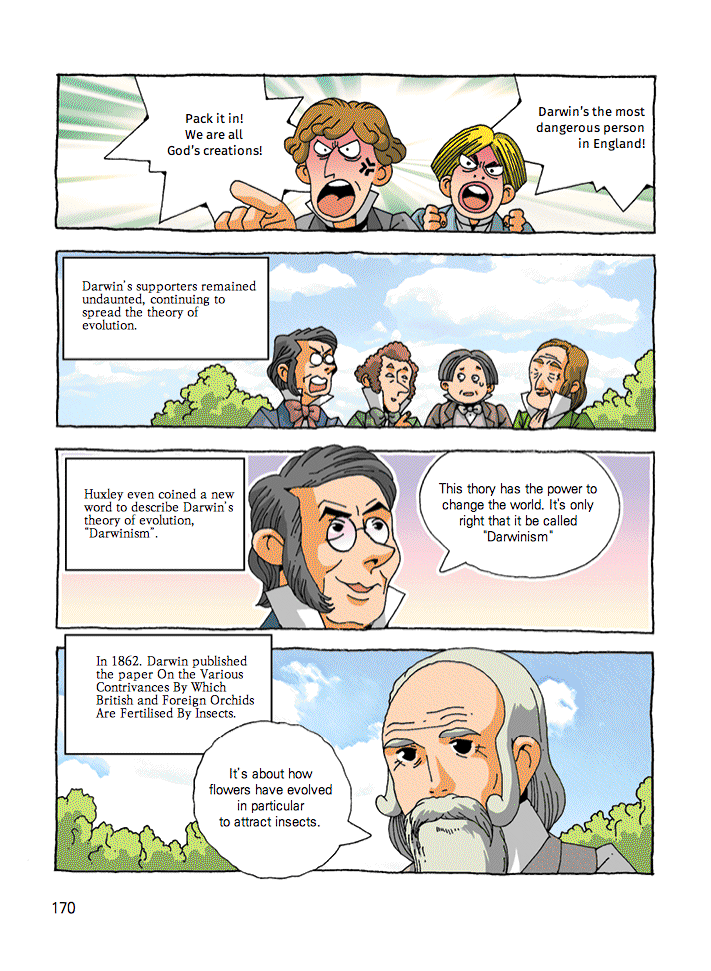 Pack it in!
We are all
God's creations!
Darwin's the most
dangerous person
in England!
Darwin's supporters remained
undaunted, continuing to
spread the theory of
evolution.
Huxley even coined a new
word to describe Darwin's
theory of evolution,
"Darwinism".
This thory has the power to
change the world. It's only
right that it be called
"Darwinism"
In 1862. Darwin published
the paper On the Various
Contrivances By Which
British and Foreign Orchids
Are Fertilised By Insects.
It's about how
flowers have evolved
in particular
to attract insects.
170